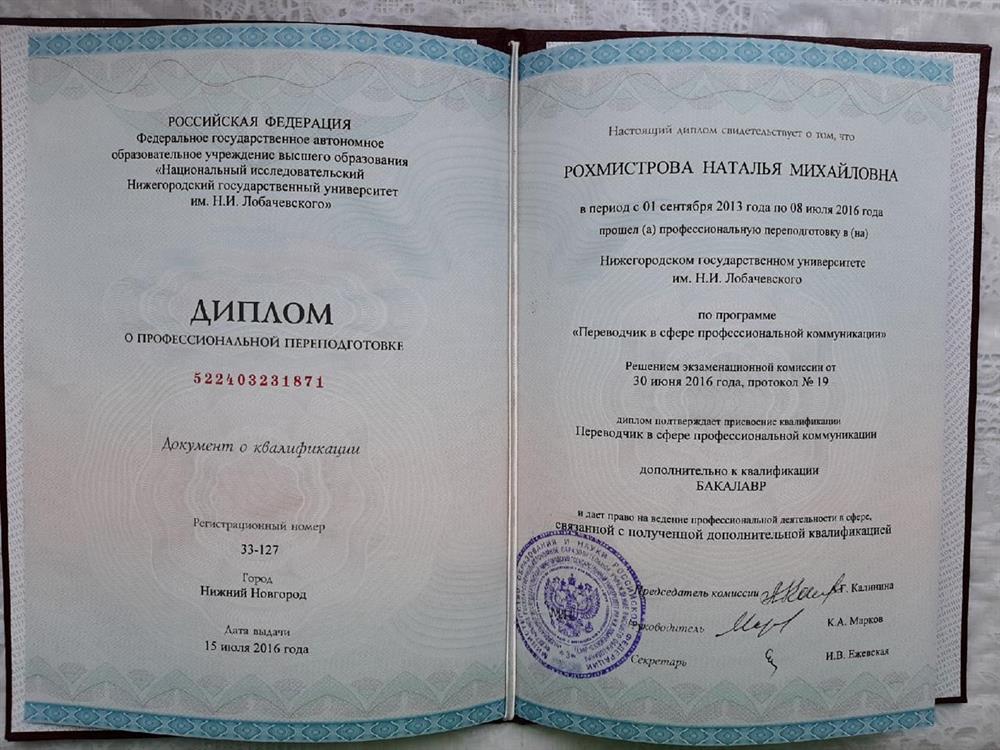 РОССИЙСКАЯ ФЕДЕРАЦИЯ
Федеральное государственное автономное
образовательное учреждение высшего образования
«Национальный исследовательский
Нижегородский государственный университет
им. Н.И. Лобачевского»
ДИПЛОМ
О ПРОФЕССИОНАЛЬНОЙ ПЕРЕПОДГОТОВКЕ
522403231871
Документ о квалификации
Регистрационный номер
33-127
Город
Нижний Новгород
Дата выдачи
15 июля 2016 года
Настоящий диплом свидетельствует о том, что
РОХМИСТРОВА НАТАЛЬЯ МИХАЙЛОВНА
в период с 01 сентября 2013 года по 08 июля 2016 года
прошел (а) профессиональную переподготовку в (на)
Нижегородском государственном университете
им. Н.И. Лобачевского
по программе
«Переводчик в сфере профессиональной коммуникации»
Решением экзаменационной комиссии от
30 июня 2016 года, протокол № 19
диплом подтверждает присвоение квалификации
Переводчик в сфере профессиональной коммуникации
дополнительно к квалификации
БАКАЛАВР
и дает право на ведение профессиональной деятельности в сфере,
связанной с полученной дополнительной квалификацией
Председатель комиссии Г. Калинина
Руководитель К.А. Марков
Секретарь И.В. Ежевская
М.П.
ОБРАЗОВАНИЯ И НАУКИ РОССИЙСКОЙ ФЕДЕРАЦИИ